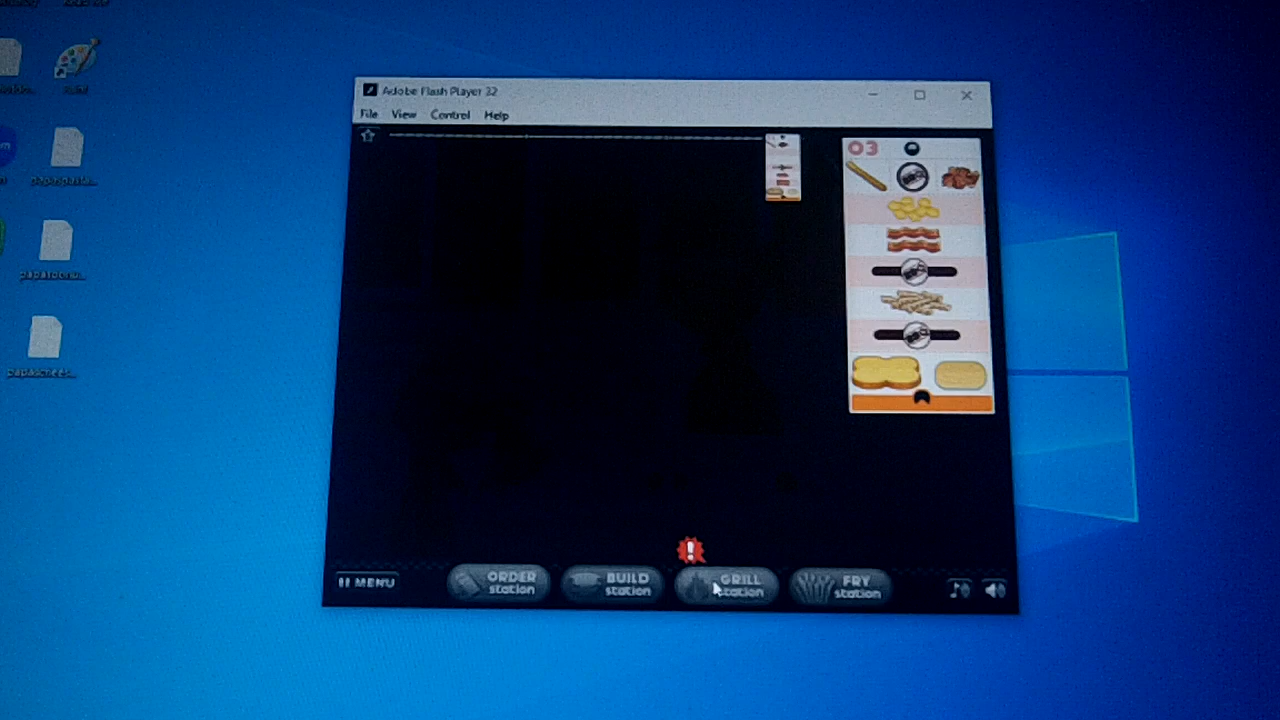 Adobe Flash Player 32
File View Control Help
03
MENU
ORDER station
BUILD station
GRILL station
FRY station
!